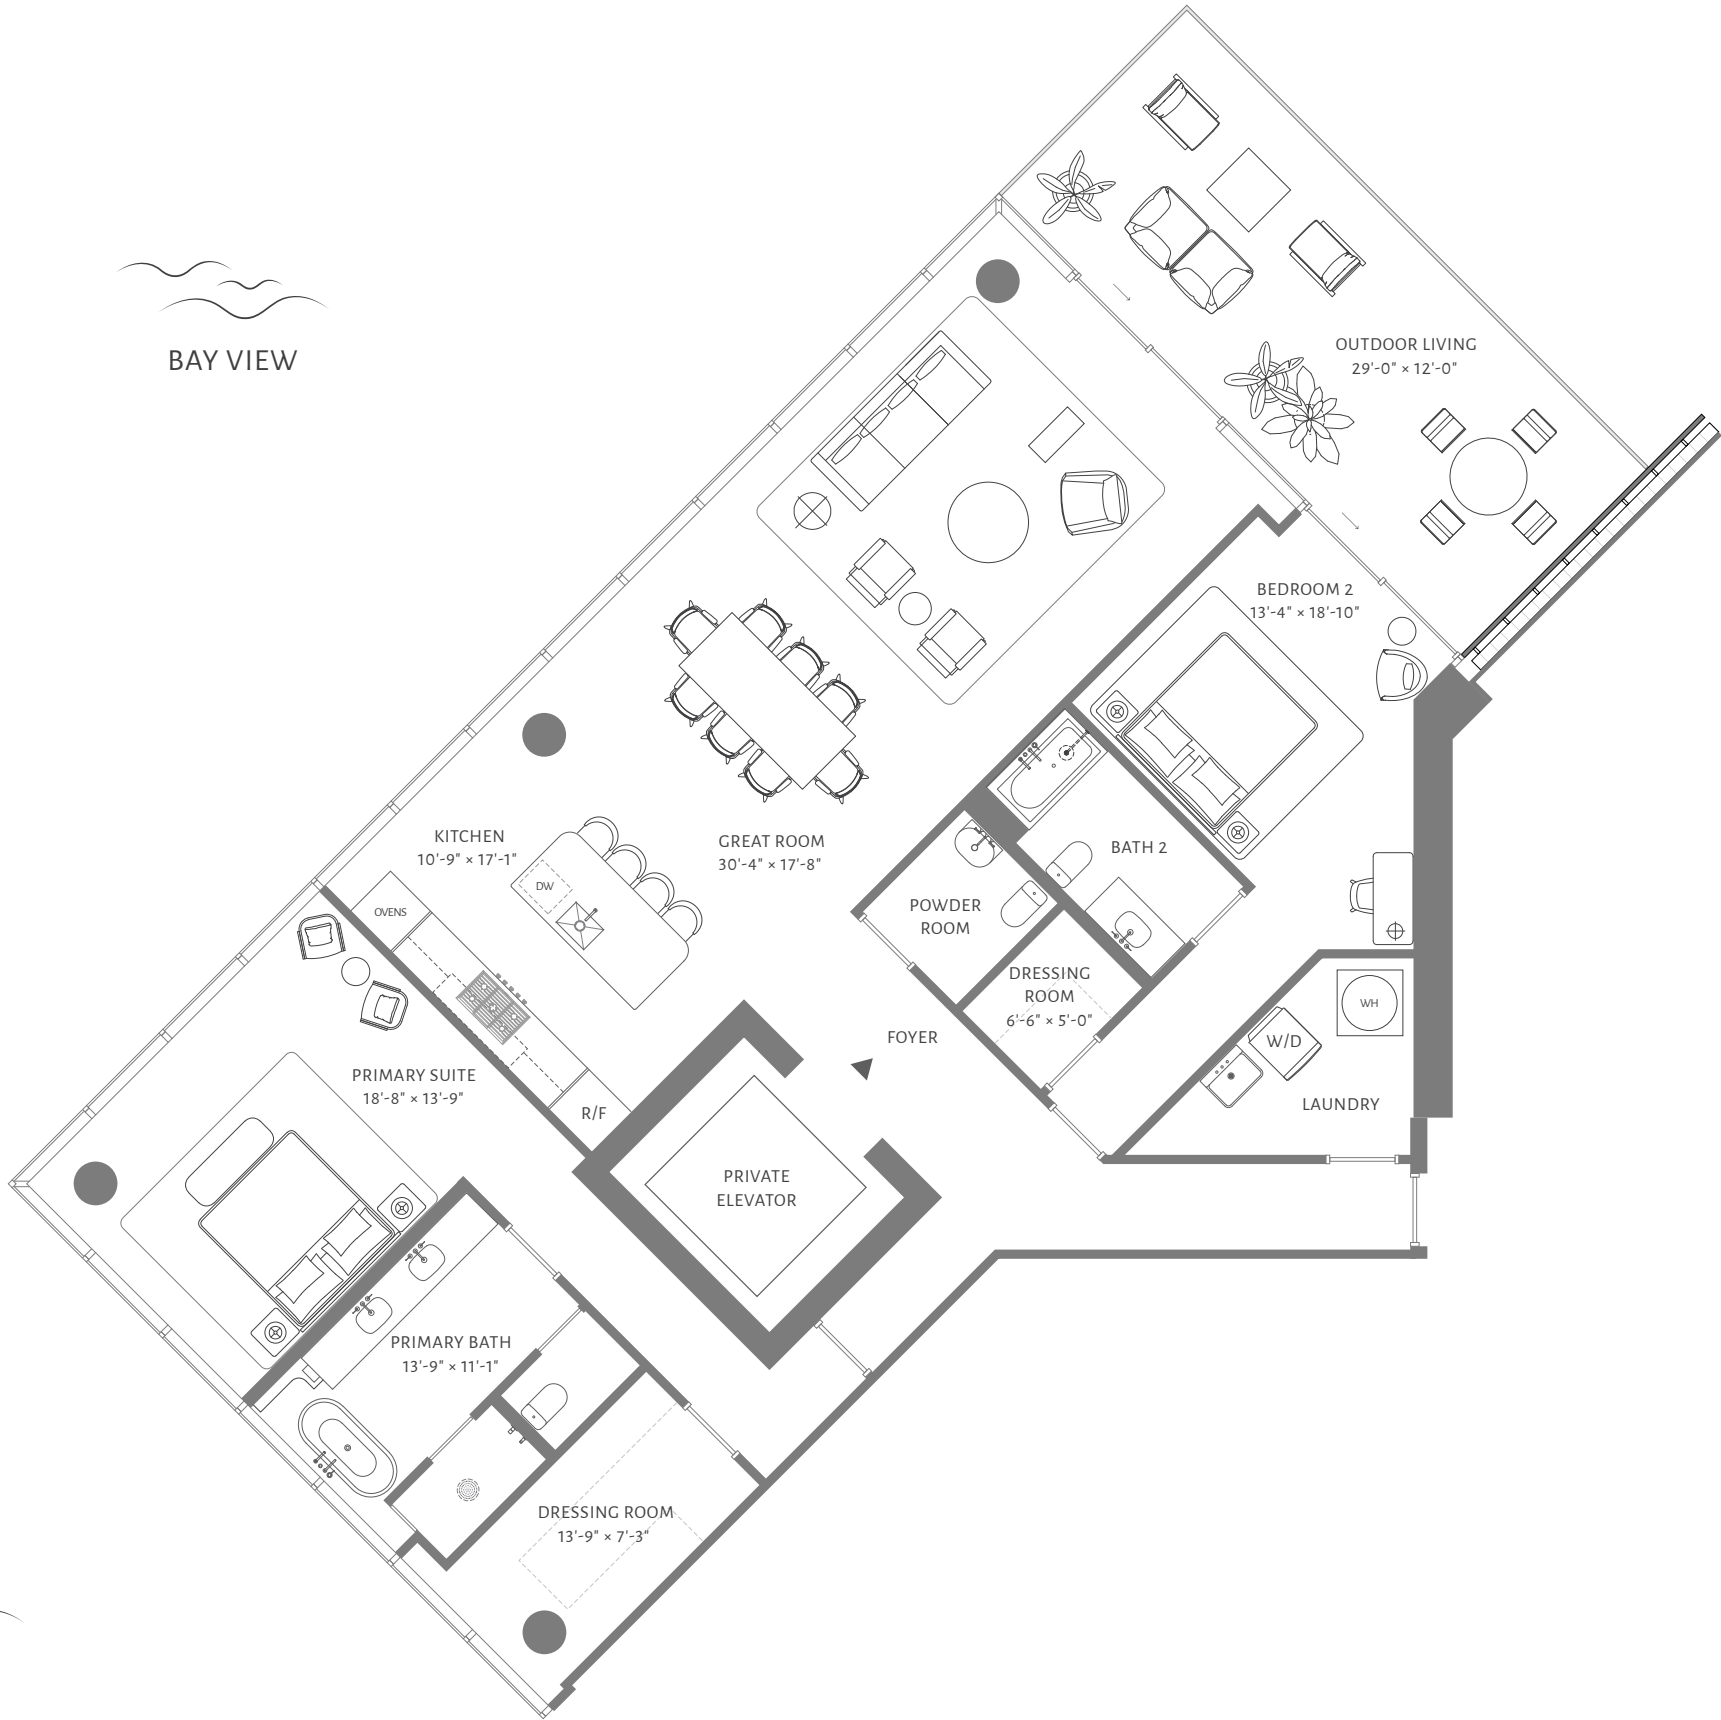 BAY VIEW
OUTDOOR LIVING
29'-0" × 12'-0"
BEDROOM 2
13'-4" × 18'-10"
KITCHEN
10'-9" × 17'-1"
GREAT ROOM
30'-4" × 17'-8"
BATH 2
DW
OVENS
POWDER
ROOM
DRESSING
ROOM
6'-6" × 5'-0"
WH
FOYER
W/D
PRIMARY SUITE
18'-8" × 13'-9"
R/F
LAUNDRY
PRIVATE
ELEVATOR
PRIMARY BATH
13'-9" × 11'-1"
DRESSING ROOM
13'-9" × 7'-3"